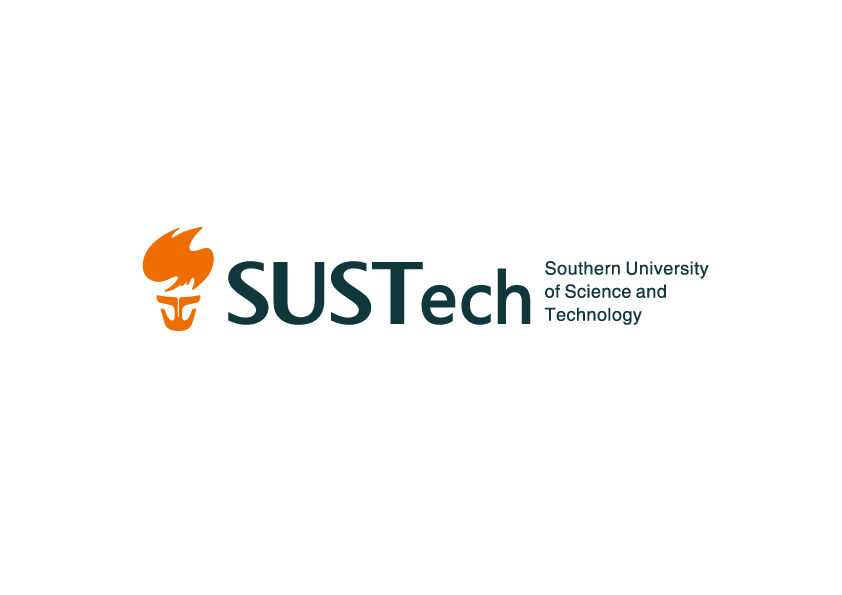 SUSTech
Southern University
of Science and
Technology